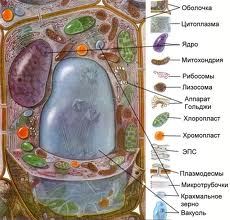 Оболочка
Цитоплазма
Ядро
Митохондрия
Рибосомы
Лизосома
Аппарат
Гольджи
Хлоропласт
Хромопласт
ЭПС
Плазмодесмы
Микротрубочки
Крахмальное
зерно
Вакуоль